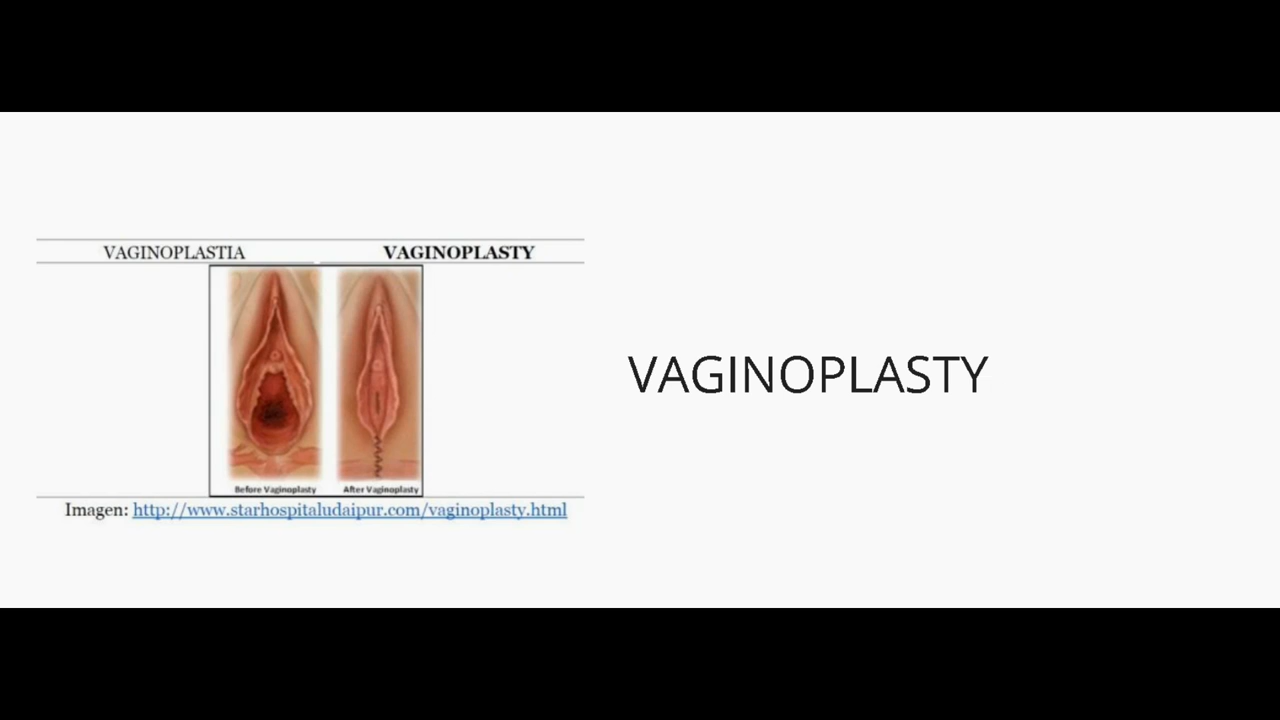 VAGINOPLASTIA
VAGINOPLASTY
Before Vaginoplasty
After Vaginoplasty
Imagen: http://www.starhospitaludaipur.com/vaginoplasty.html
VAGINOPLASTY